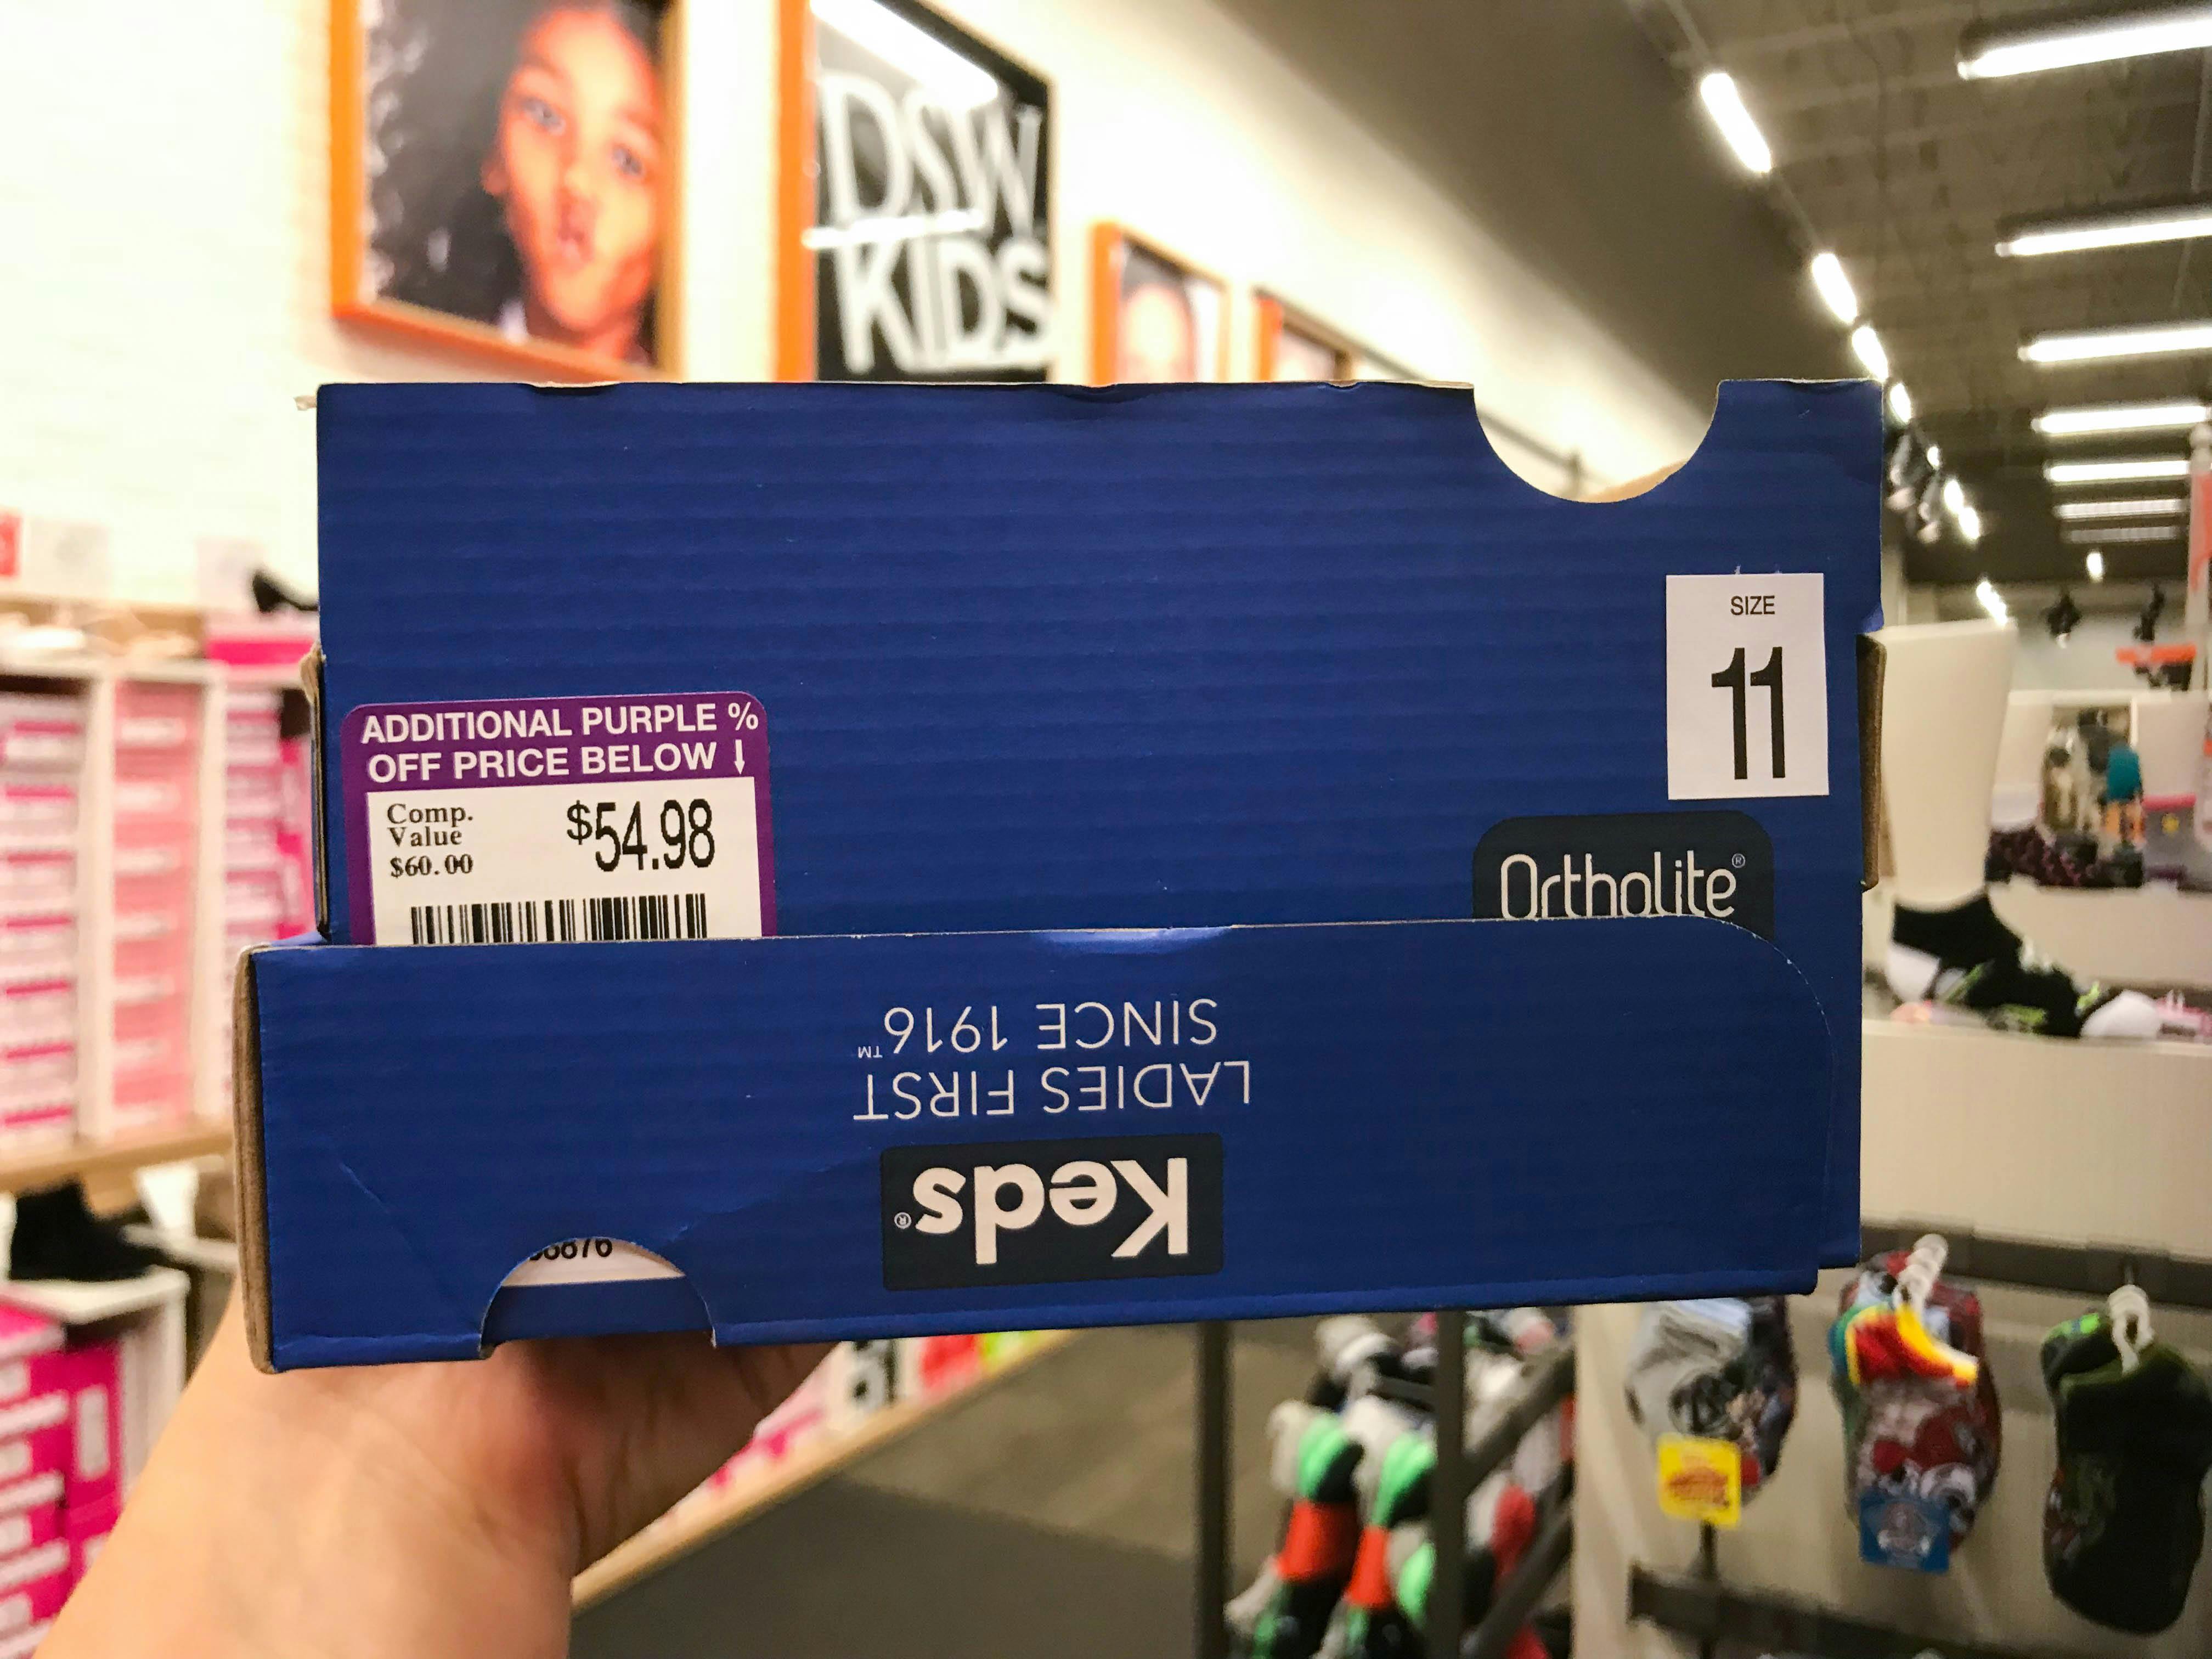 DSW
KIDS
SIZE
11
ADDITIONAL PURPLE %
OFF PRICE BELOW ↓
Comp.
Value
$60.00
$54.98
Ortholite®
Keds®
LADIES FIRST
SINCE 1916™